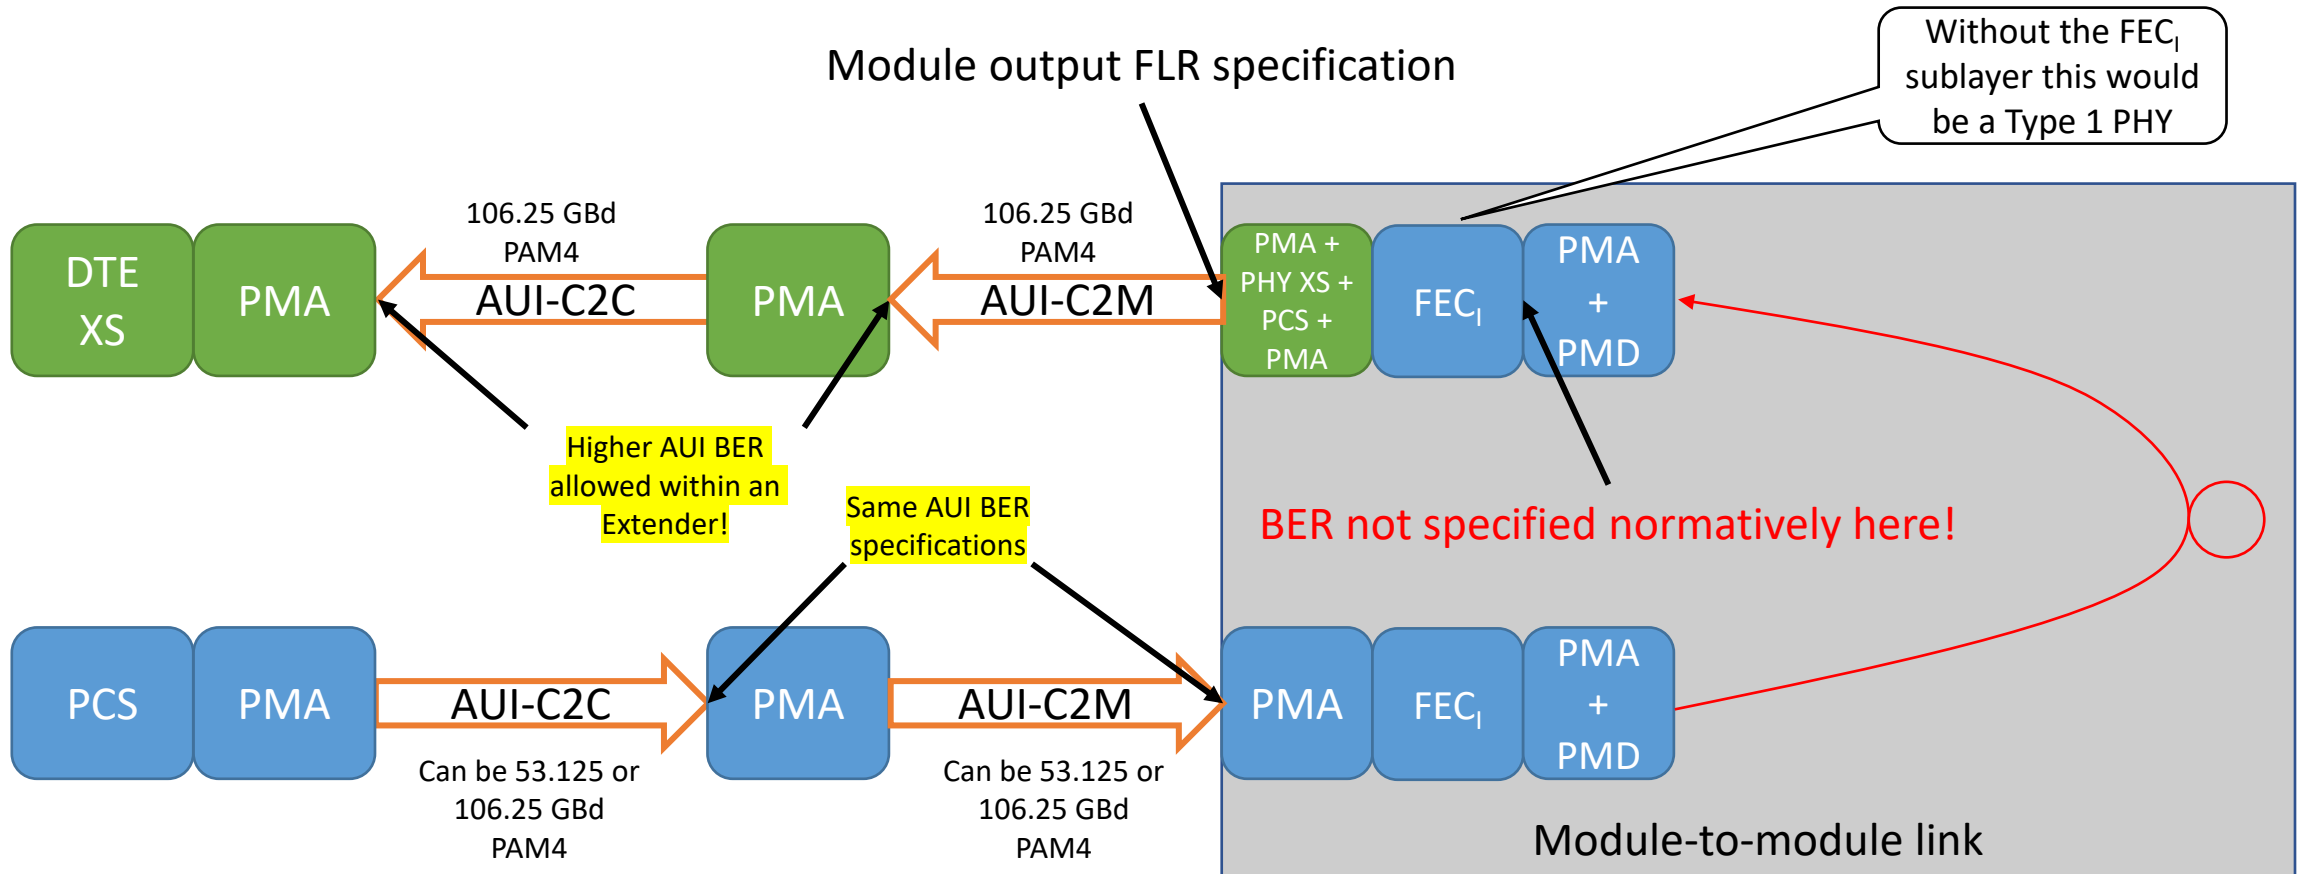 Module output FLR specification
Without the FECI
sublayer this would
be a Type 1 PHY
DTE
XS
PMA
106.25 GBd
PAM4
AUI-C2C
PMA
106.25 GBd
PAM4
AUI-C2M
PMA +
PHY XS +
PCS +
PMA
FECI
PMA
+
PMD
Higher AUI BER
allowed within an
Extender!
Same AUI BER
specifications
BER not specified normatively here!
PCS
PMA
AUI-C2C
Can be 53.125 or
106.25 GBd
PAM4
PMA
AUI-C2M
Can be 53.125 or
106.25 GBd
PAM4
PMA
FECI
PMA
+
PMD
Module-to-module link